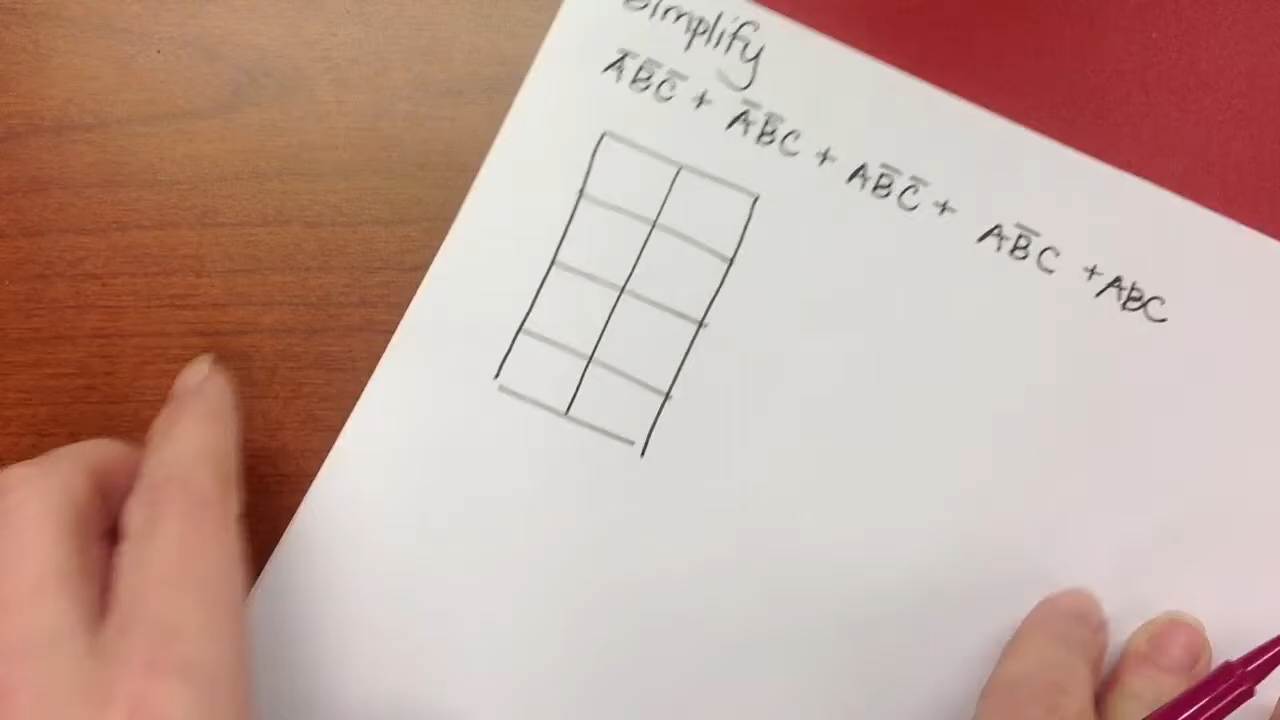 Simplify
A̅B̅C̅ + A̅B̅C + AB̅C̅ + AB̅C + ABC